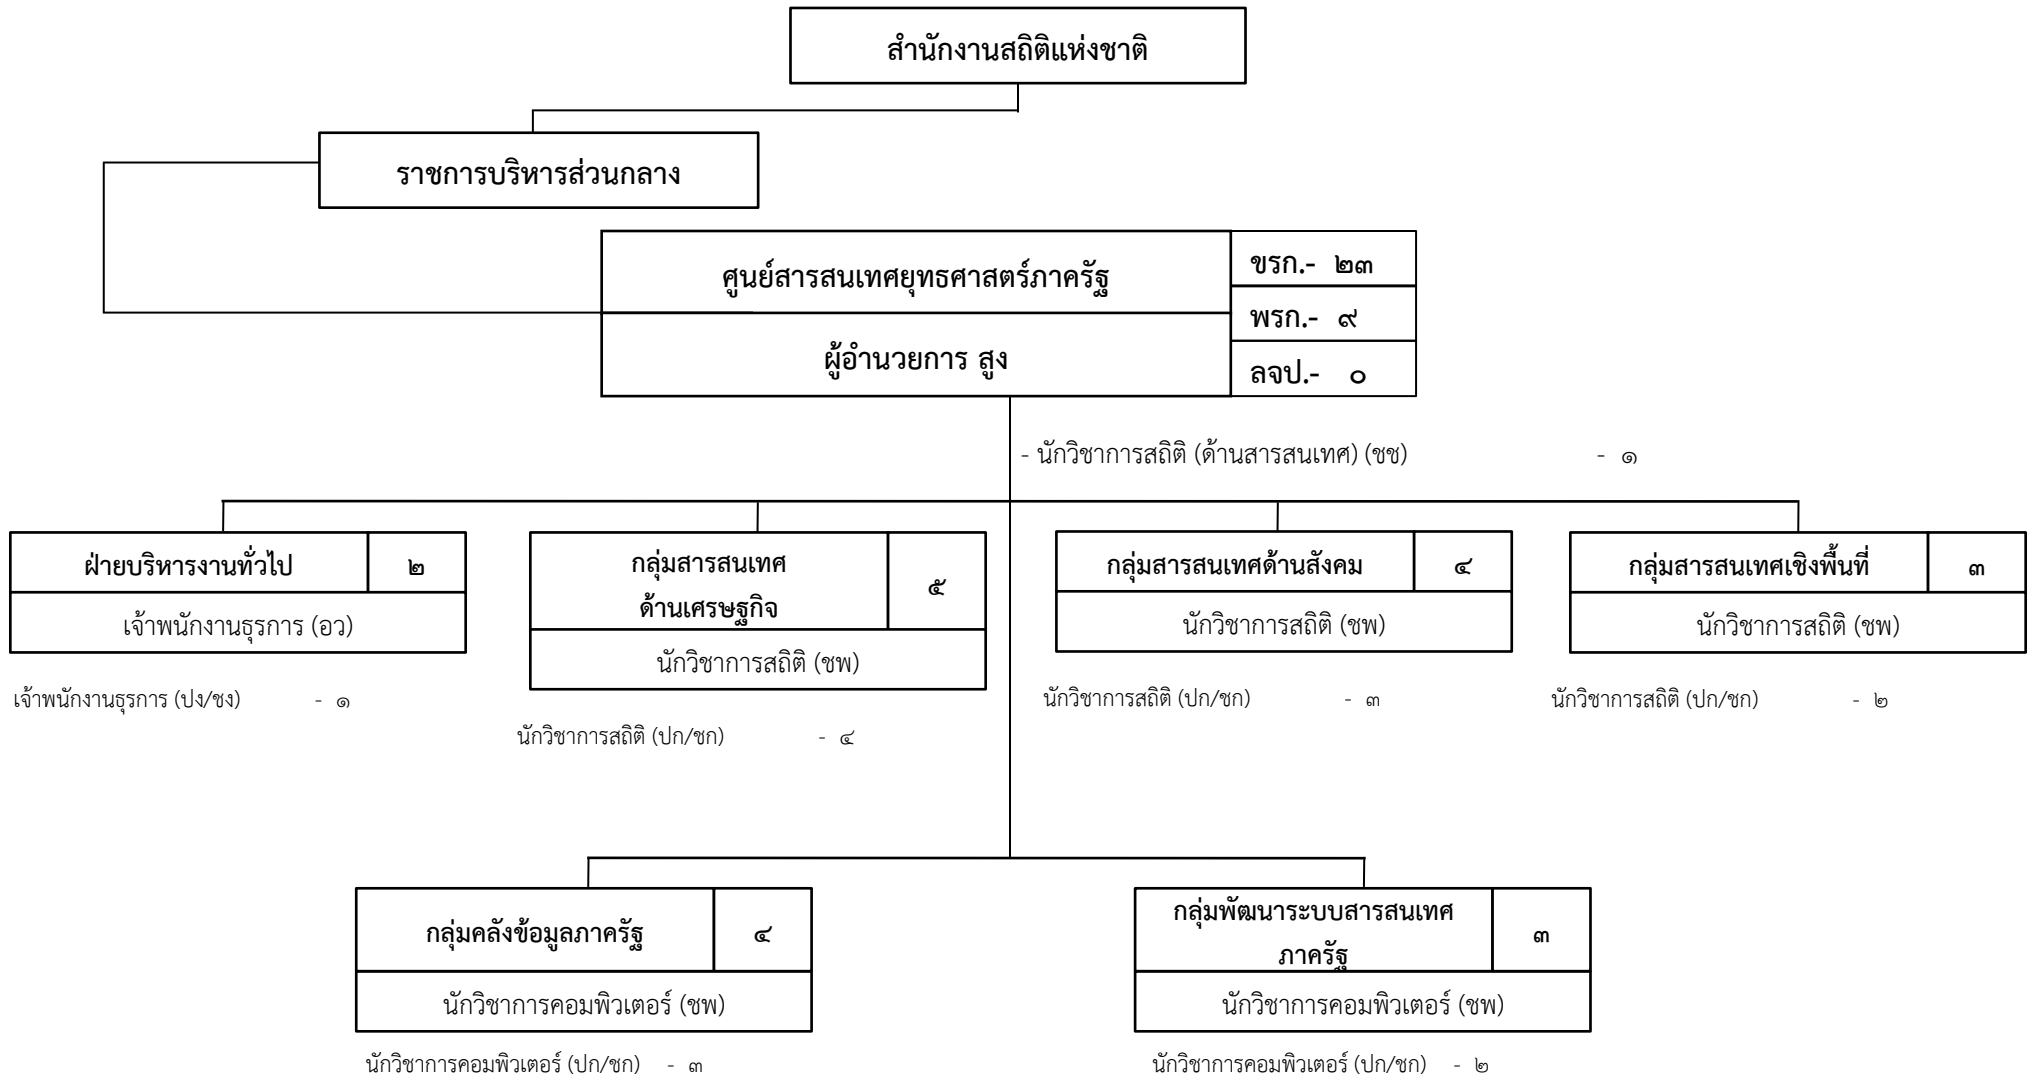 สำนักงานสถิติแห่งชาติ
ราชการบริหารส่วนกลาง
ศูนย์สารสนเทศยุทธศาสตร์ภาครัฐ
ผู้อำนวยการ สูง
ขรก.- ๒๓
พรก.- ๙
ลจป.- ๐
- นักวิชาการสถิติ (ด้านสารสนเทศ) (ชช) - ๑
ฝ่ายบริหารงานทั่วไป ๒
เจ้าพนักงานธุรการ (อว)
เจ้าพนักงานธุรการ (ปง/ชง) - ๑
กลุ่มสารสนเทศ
ด้านเศรษฐกิจ
๕
นักวิชาการสถิติ (ชพ)
นักวิชาการสถิติ (ปก/ชก) - ๔
กลุ่มสารสนเทศด้านสังคม ๔
นักวิชาการสถิติ (ชพ)
นักวิชาการสถิติ (ปก/ชก) - ๓
กลุ่มสารสนเทศเชิงพื้นที่ ๓
นักวิชาการสถิติ (ชพ)
นักวิชาการสถิติ (ปก/ชก) - ๒
กลุ่มคลังข้อมูลภาครัฐ ๔
นักวิชาการคอมพิวเตอร์ (ชพ)
นักวิชาการคอมพิวเตอร์ (ปก/ชก) - ๓
กลุ่มพัฒนาระบบสารสนเทศ
ภาครัฐ
๓
นักวิชาการคอมพิวเตอร์ (ชพ)
นักวิชาการคอมพิวเตอร์ (ปก/ชก) - ๒